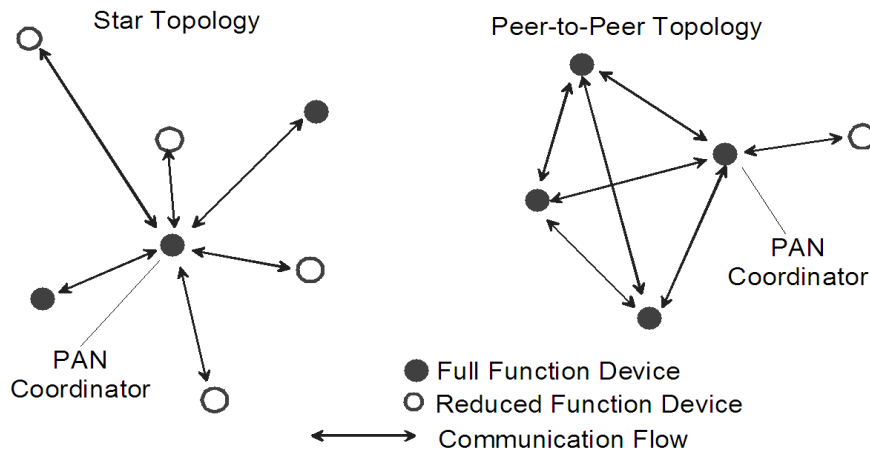 Star Topology
Peer-to-Peer Topology
PAN
Coordinator
PAN
Coordinator
Full Function Device
Reduced Function Device
Communication Flow